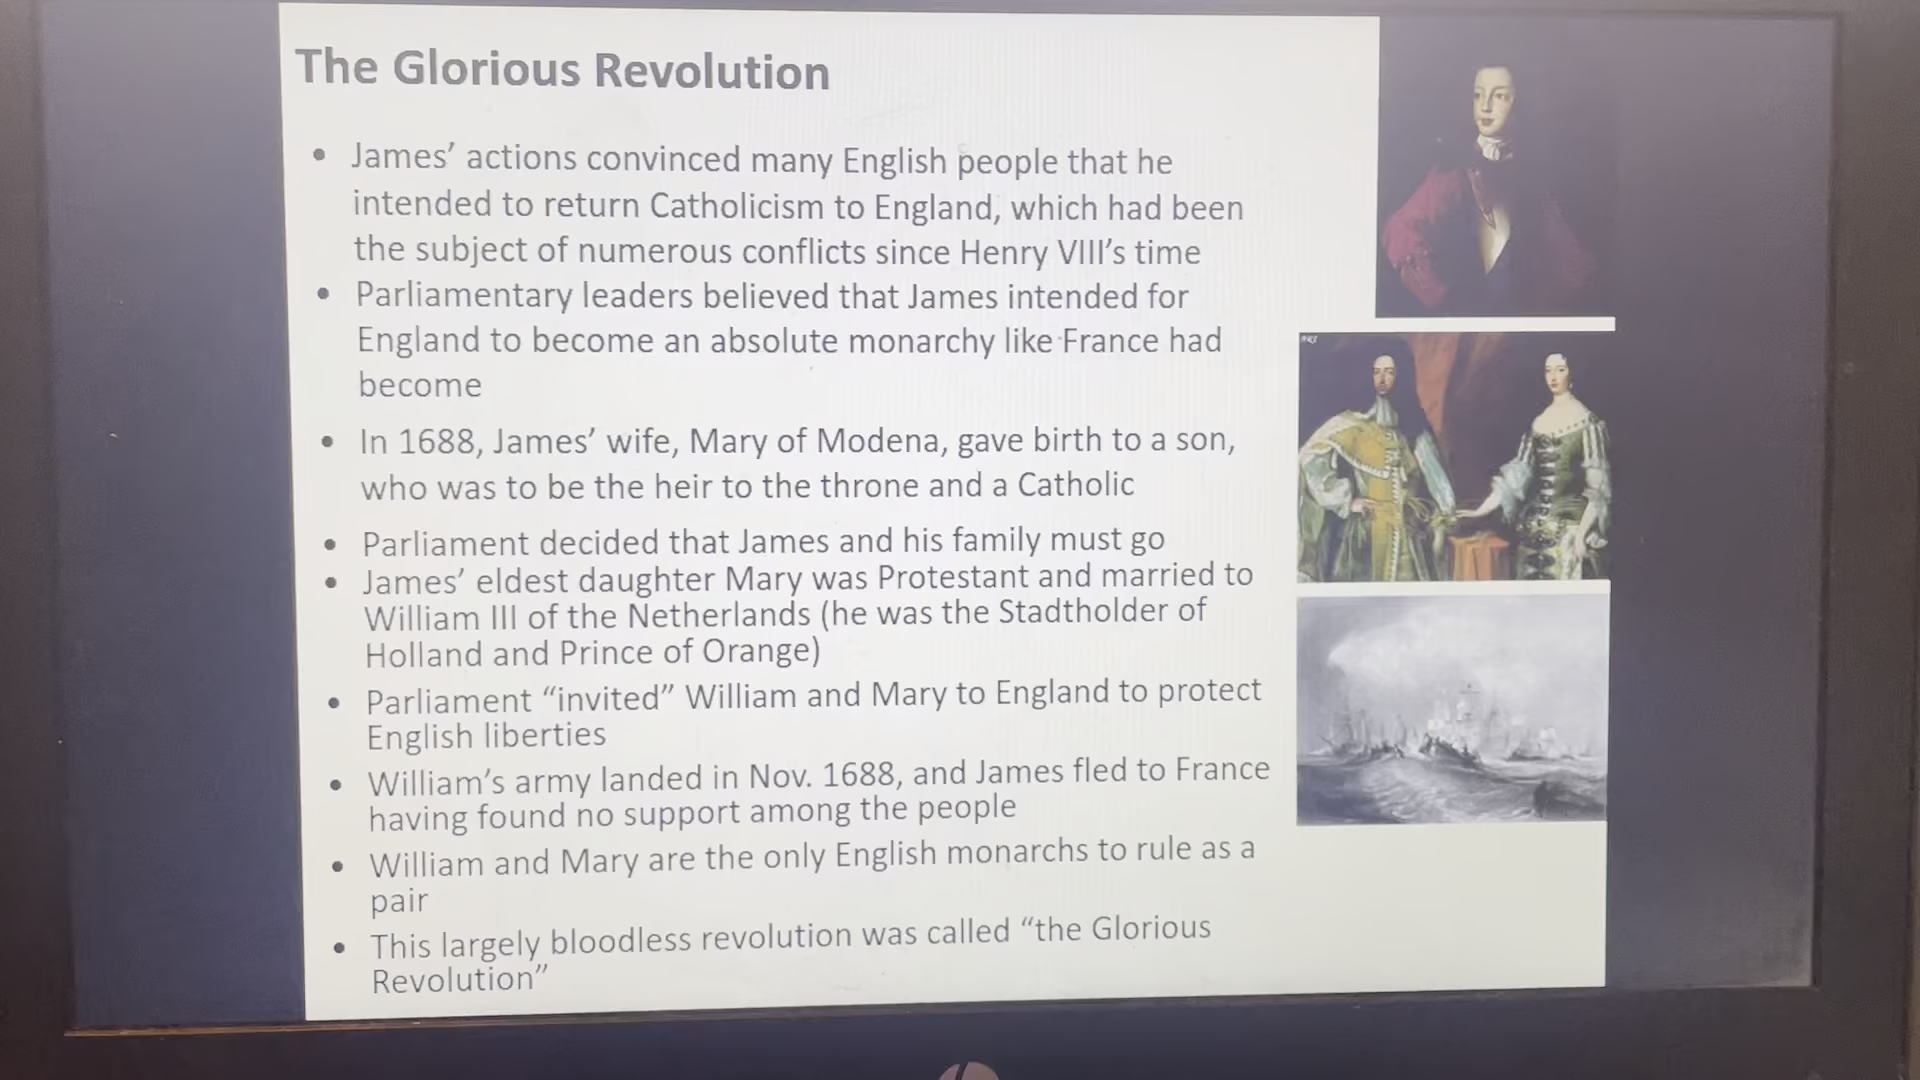 The Glorious Revolution
• James’ actions convinced many English people that he
intended to return Catholicism to England, which had been
the subject of numerous conflicts since Henry VIII’s time
• Parliamentary leaders believed that James intended for
England to become an absolute monarchy like France had
become
• In 1688, James’ wife, Mary of Modena, gave birth to a son,
who was to be the heir to the throne and a Catholic
• Parliament decided that James and his family must go
• James’ eldest daughter Mary was Protestant and married to
William III of the Netherlands (he was the Stadtholder of
Holland and Prince of Orange)
• Parliament “invited” William and Mary to England to protect
English liberties
• William’s army landed in Nov. 1688, and James fled to France
having found no support among the people
• William and Mary are the only English monarchs to rule as a
pair
• This largely bloodless revolution was called “the Glorious
Revolution”